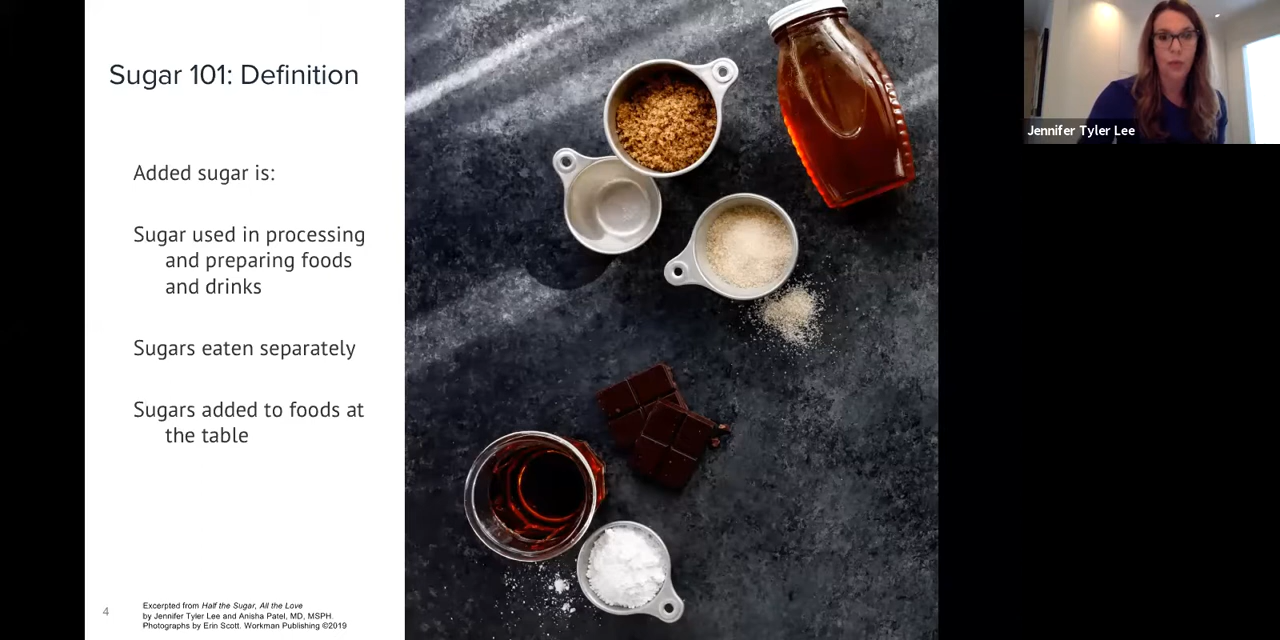 Sugar 101: Definition
Added sugar is:
Sugar used in processing
and preparing foods
and drinks
Sugars eaten separately
Sugars added to foods at
the table
4
Excerpted from Half the Sugar, All the Love
by Jennifer Tyler Lee and Anisha Patel, MD, MSPH.
Photographs by Erin Scott. Workman Publishing ©2019
Jennifer Tyler Lee